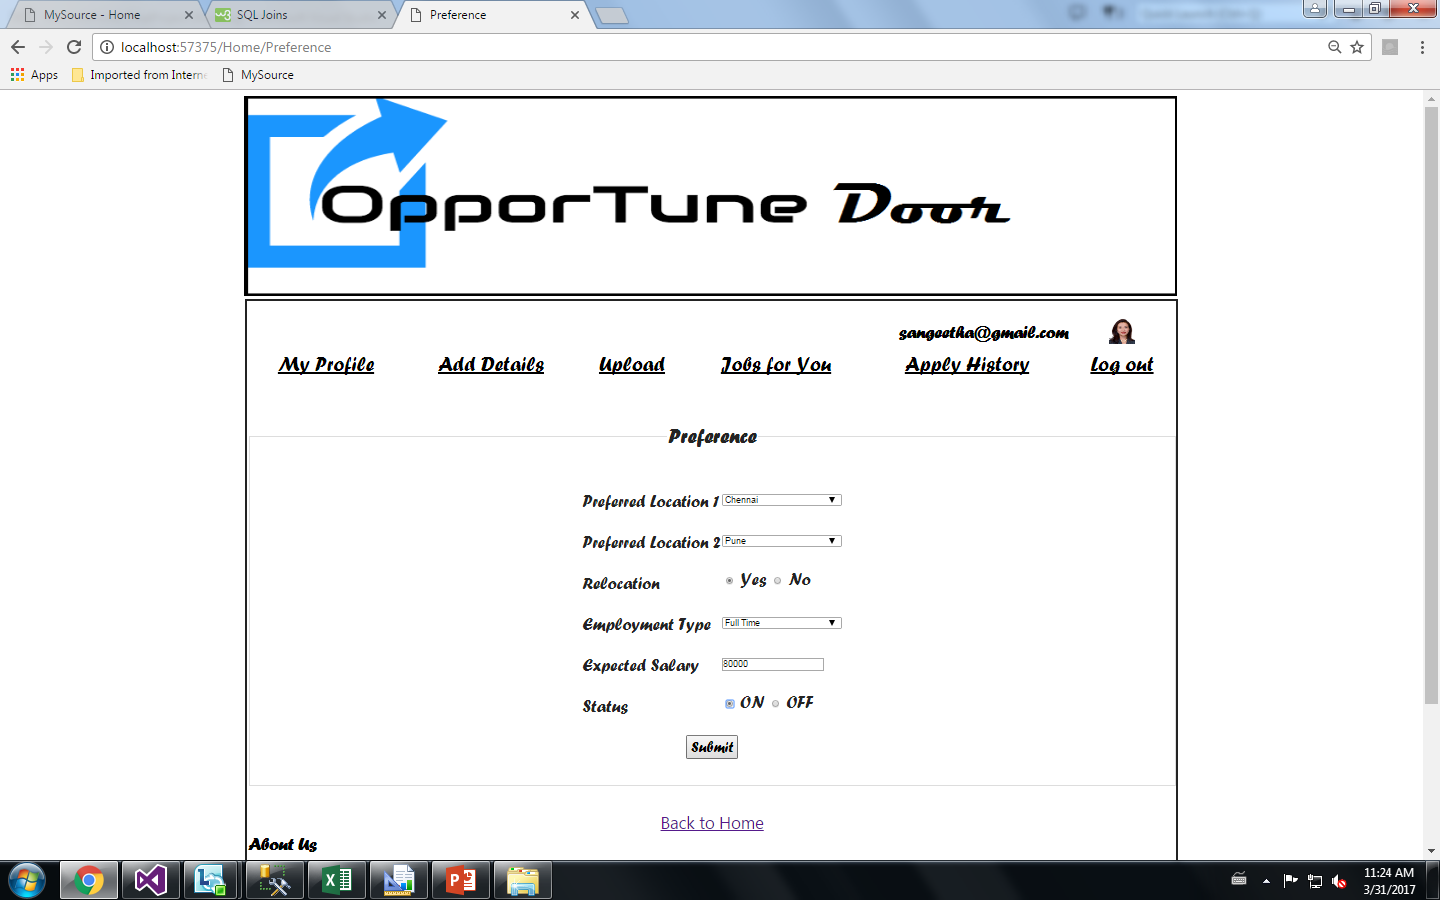 MySource - Home
SQL Joins
Preference
localhost:57375/Home/Preference
Apps
Imported from Intern
MySource
OpporTune Door
sangeetha@gmail.com
My Profile
Add Details
Upload
Jobs for You
Apply History
Log out
Preference
Preferred Location 1 Chennai
Preferred Location 2 Pune
Relocation Yes No
Employment Type Full Time
Expected Salary 80000
Status ON OFF
Submit
Back to Home
About Us
11:24 AM
3/31/2017